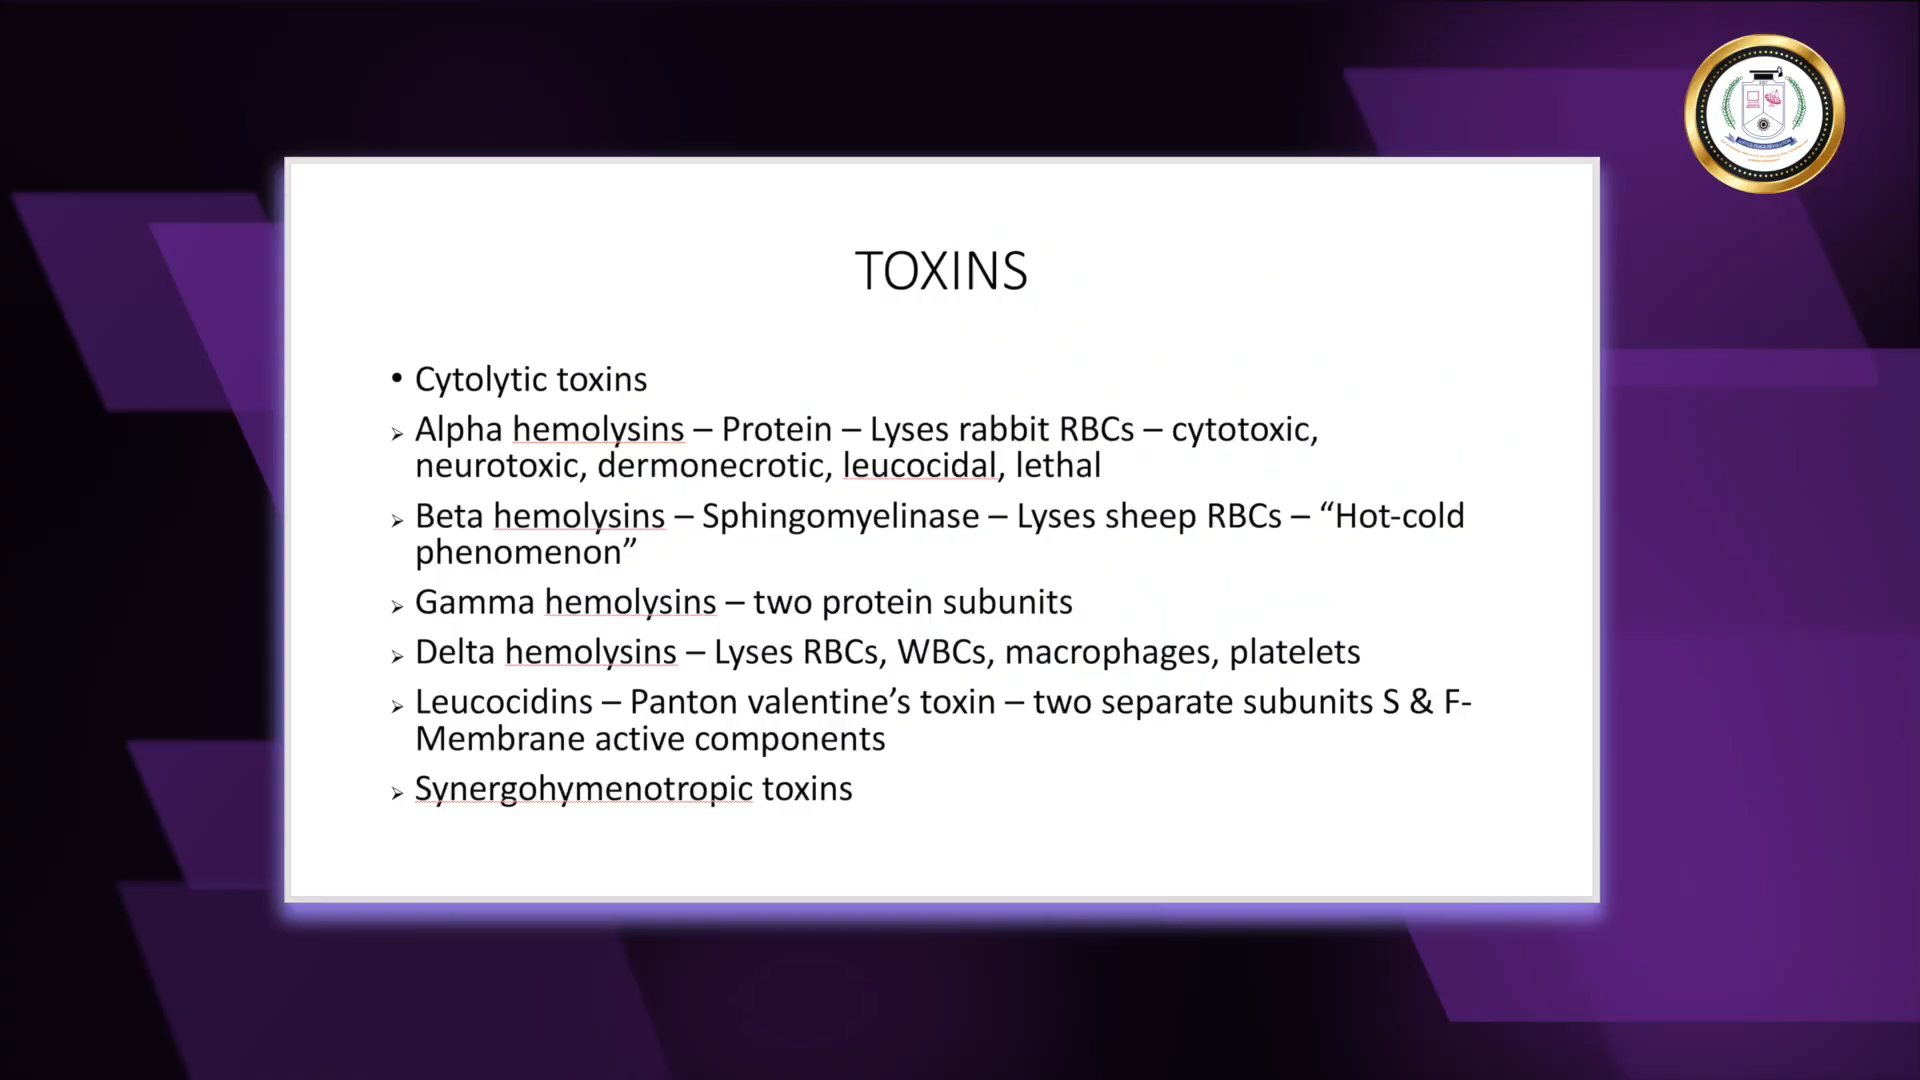 TOXINS
• Cytolytic toxins
➢ Alpha hemolysins – Protein – Lyses rabbit RBCs – cytotoxic,
neurotoxic, dermonecrotic, leucocidal, lethal
➢ Beta hemolysins – Sphingomyelinase – Lyses sheep RBCs – “Hot-cold
phenomenon”
➢ Gamma hemolysins – two protein subunits
➢ Delta hemolysins – Lyses RBCs, WBCs, macrophages, platelets
➢ Leucocidins – Panton valentine’s toxin – two separate subunits S & F-
Membrane active components
➢ Synergohymenotropic toxins